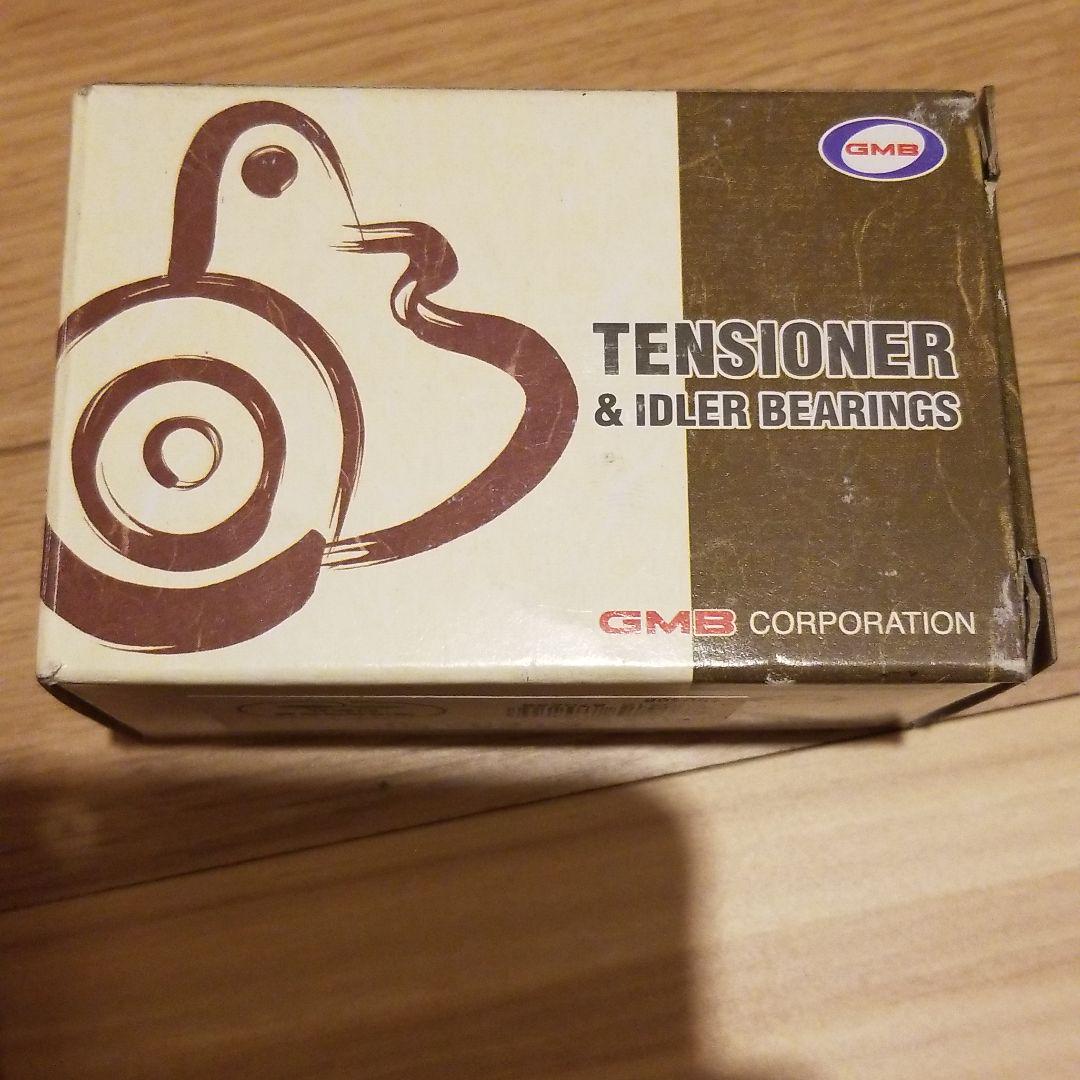 GMB
TENSIONER
& IDLER BEARINGS
GMB CORPORATION